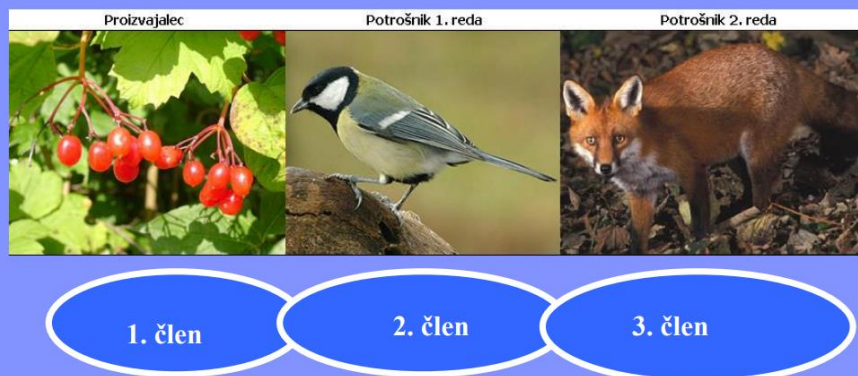 Proizvajalec
Potrošnik 1. reda
Potrošnik 2. reda
1. člen
2. člen
3. člen